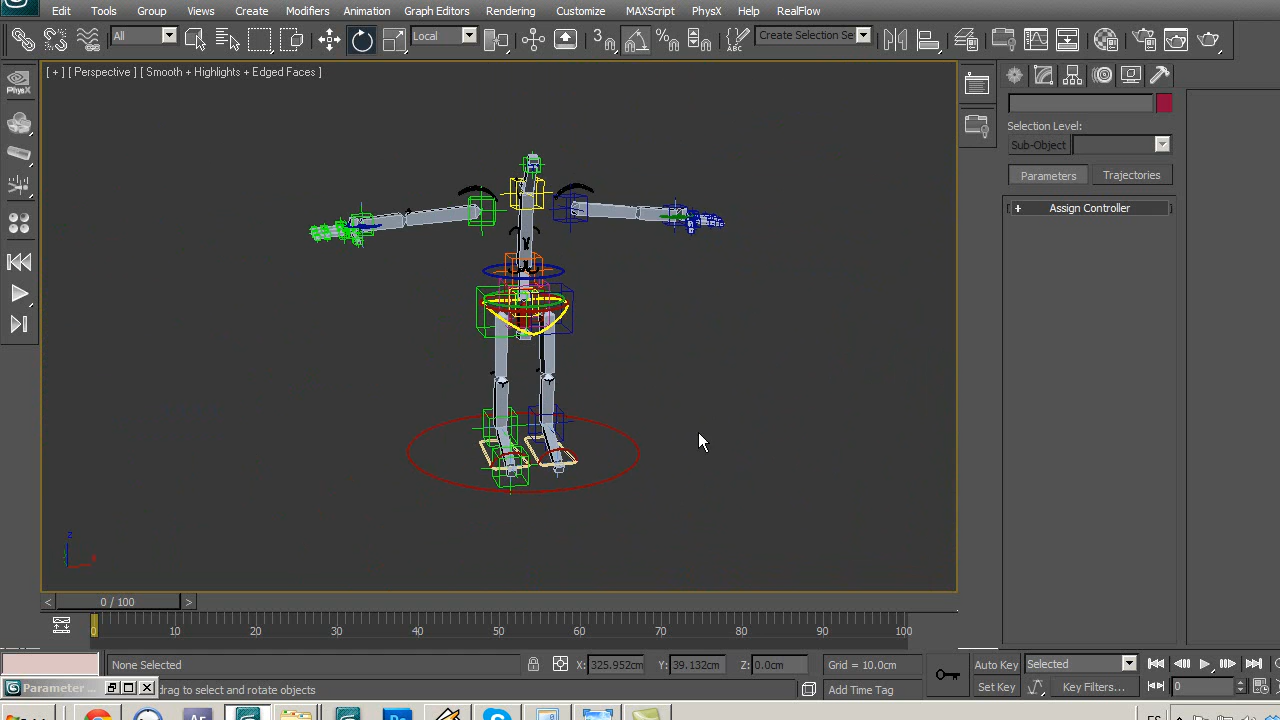 Edit Tools Group Views Create Modifiers Animation Graph Editors Rendering Customize MAXScript PhysX Help RealFlow
All Local 3 Create Selection Se
[ + ] [ Perspective ] [ Smooth + Highlights + Edged Faces ]
PhysX
Selection Level:
Sub-Object
Parameters Trajectories
[ + Assign Controller ]
z
x
< 0 / 100 >
0 10 20 30 40 50 60 70 80 90 100
None Selected X: 325.952cm Y: 39.132cm Z: 0.0cm Grid = 10.0cm Auto Key Selected
Parameter ... drag to select and rotate objects Add Time Tag Set Key Key Filters... 0